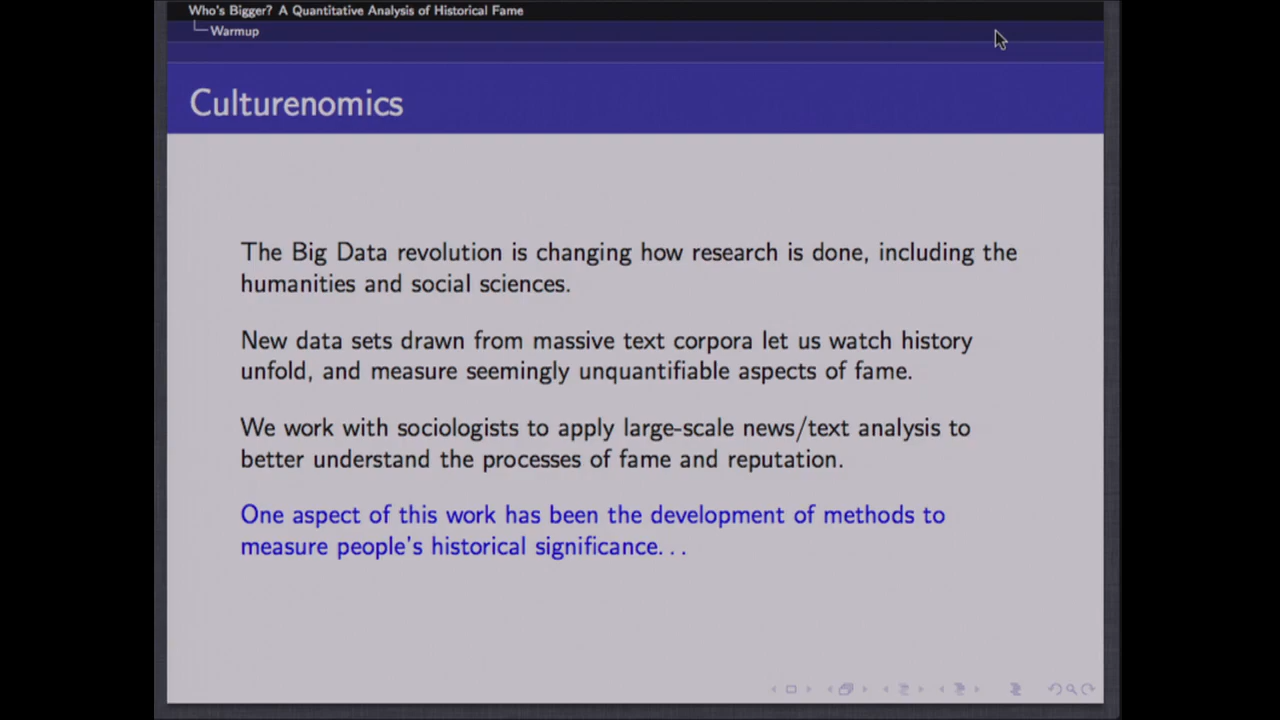 Who's Bigger? A Quantitative Analysis of Historical Fame
Warmup
Culturenomics
The Big Data revolution is changing how research is done, including the
humanities and social sciences.
New data sets drawn from massive text corpora let us watch history
unfold, and measure seemingly unquantifiable aspects of fame.
We work with sociologists to apply large-scale news/text analysis to
better understand the processes of fame and reputation.
One aspect of this work has been the development of methods to
measure people's historical significance...